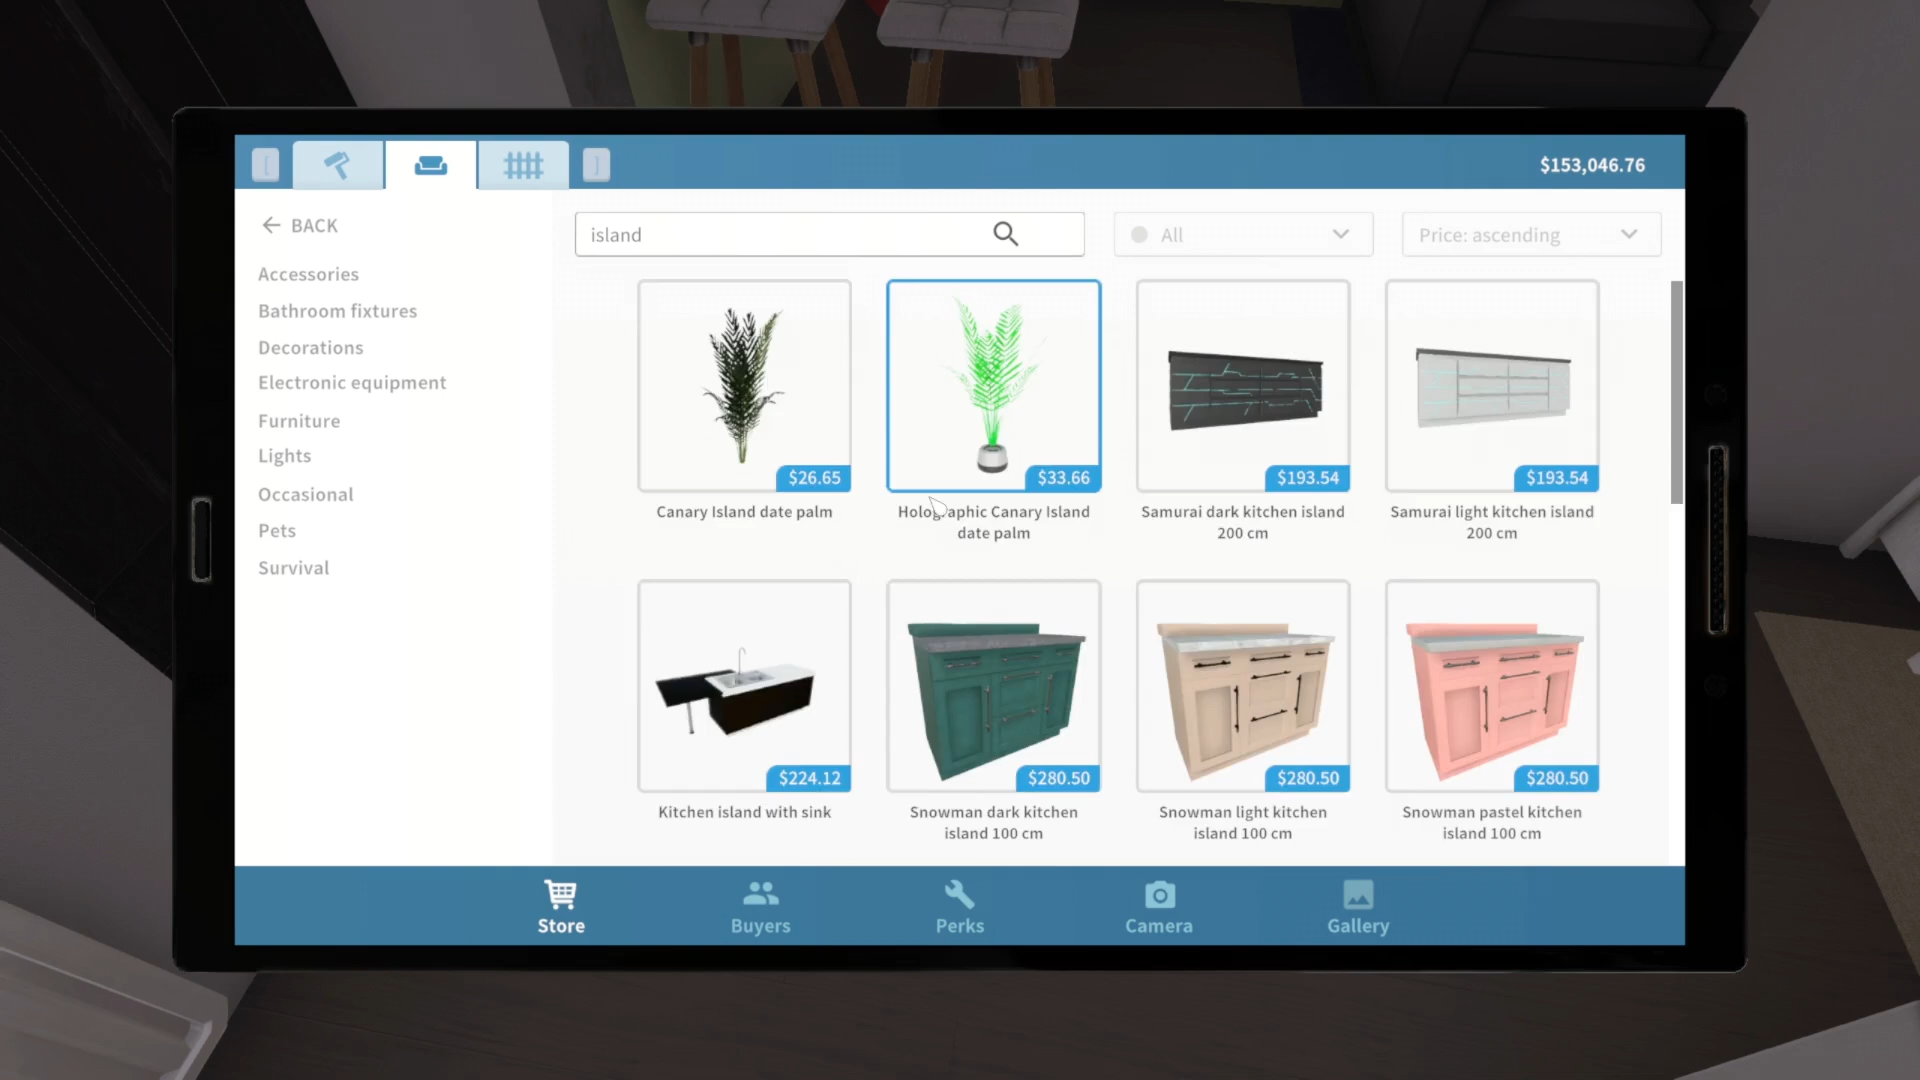 [
]
$153,046.76
BACK
island
All
Price: ascending
Accessories
Bathroom fixtures
Decorations
Electronic equipment
Furniture
Lights
Occasional
Pets
Survival
$26.65
$33.66
$193.54
$193.54
Canary Island date palm
Holographic Canary Island
date palm
Samurai dark kitchen island
200 cm
Samurai light kitchen island
200 cm
$224.12
$280.50
$280.50
$280.50
Kitchen island with sink
Snowman dark kitchen
island 100 cm
Snowman light kitchen
island 100 cm
Snowman pastel kitchen
island 100 cm
Store
Buyers
Perks
Camera
Gallery